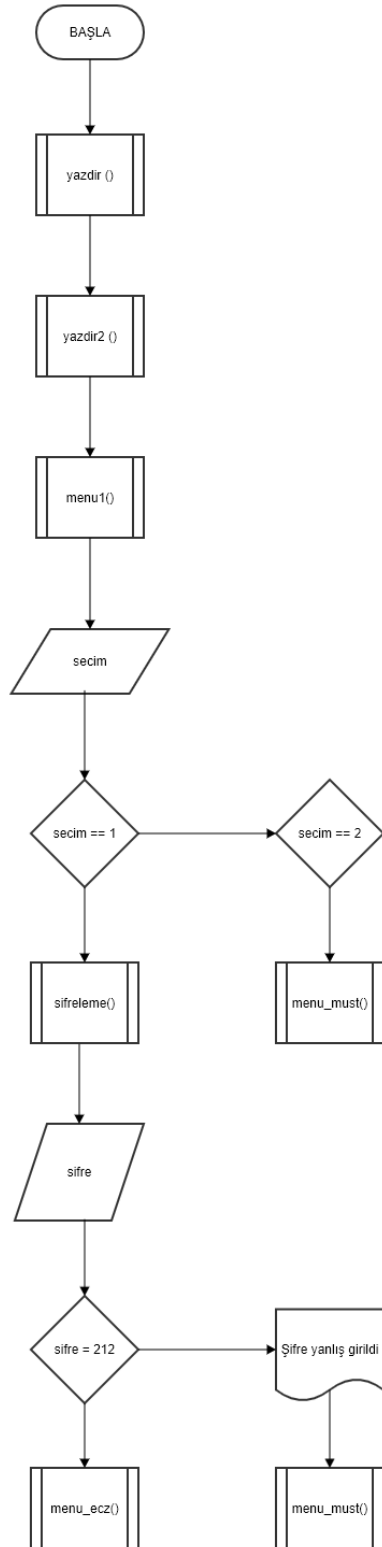 BAŞLA
yazdir ()
yazdir2 ()
menu1()
secim
secim == 1
secim == 2
sifreleme()
menu_must()
sifre
sifre = 212
Şifre yanlış girildi
menu_ecz()
menu_must()